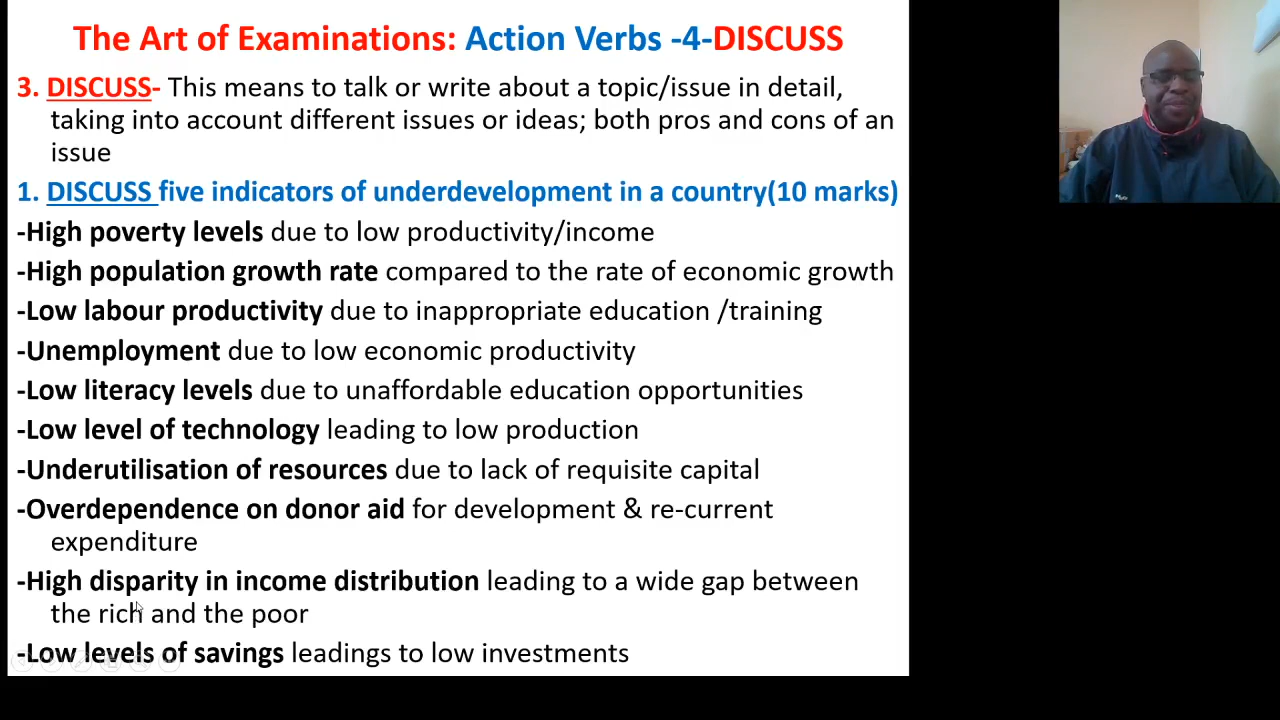 The Art of Examinations: Action Verbs -4-DISCUSS
3. DISCUSS- This means to talk or write about a topic/issue in detail,
taking into account different issues or ideas; both pros and cons of an
issue
1. DISCUSS five indicators of underdevelopment in a country(10 marks)
-High poverty levels due to low productivity/income
-High population growth rate compared to the rate of economic growth
-Low labour productivity due to inappropriate education /training
-Unemployment due to low economic productivity
-Low literacy levels due to unaffordable education opportunities
-Low level of technology leading to low production
-Underutilisation of resources due to lack of requisite capital
-Overdependence on donor aid for development & re-current
expenditure
-High disparity in income distribution leading to a wide gap between
the rich and the poor
-Low levels of savings leadings to low investments